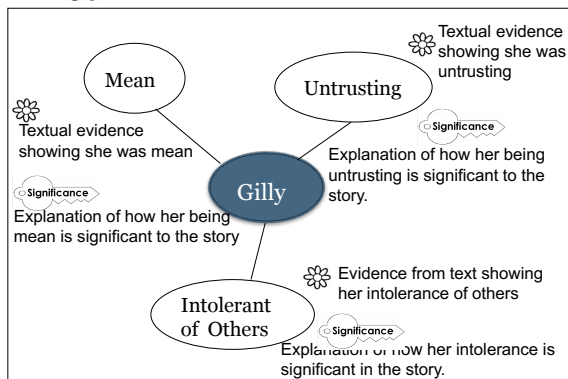 Mean
Textual evidence
showing she was mean
Significance
Explanation of how her being
mean is significant to the story
Untrusting
Textual evidence
showing she was
untrusting
Significance
Explanation of how her being
untrusting is significant to the
story.
Gilly
Intolerant
of Others
Evidence from text showing
her intolerance of others
Significance
Explanation of how her intolerance is
significant in the story.